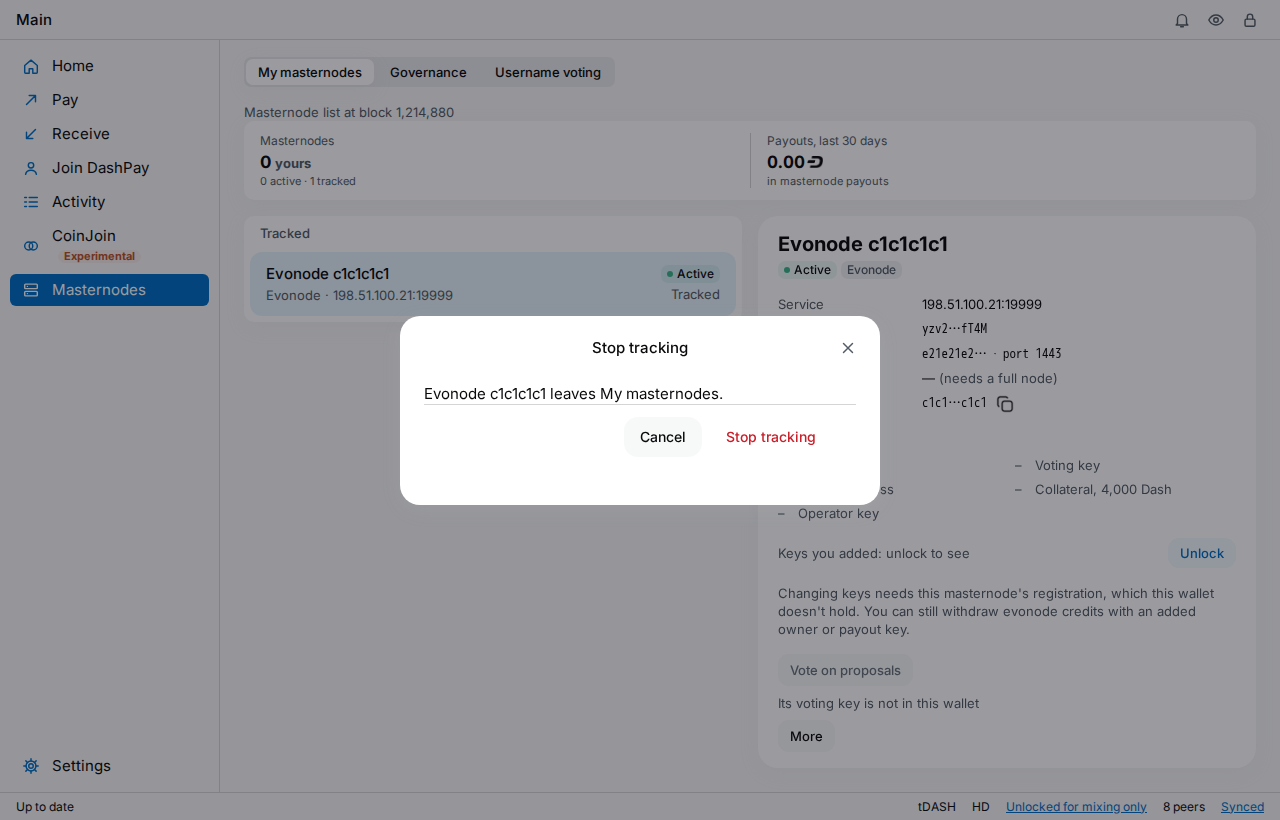 Main
Home
Pay
Receive
Join DashPay
Activity
CoinJoin
Experimental
Masternodes
Settings
My masternodes
Governance
Username voting
Masternode list at block 1,214,880
Masternodes
0 yours
0 active · 1 tracked
Payouts, last 30 days
0.00
in masternode payouts
Tracked
Evonode c1c1c1c1
Active
Evonode · 198.51.100.21:19999
Tracked
Evonode c1c1c1c1
Active
Evonode
Service
198.51.100.21:19999
yzv2…fT4M
e21e21e2… · port 1443
— (needs a full node)
c1c1…c1c1
– Voting key
ss
– Collateral, 4,000 Dash
– Operator key
Keys you added: unlock to see
Unlock
Changing keys needs this masternode's registration, which this wallet
doesn't hold. You can still withdraw evonode credits with an added
owner or payout key.
Vote on proposals
Its voting key is not in this wallet
More
Stop tracking
Evonode c1c1c1c1 leaves My masternodes.
Cancel
Stop tracking
Up to date
tDASH
HD
Unlocked for mixing only
8 peers
Synced